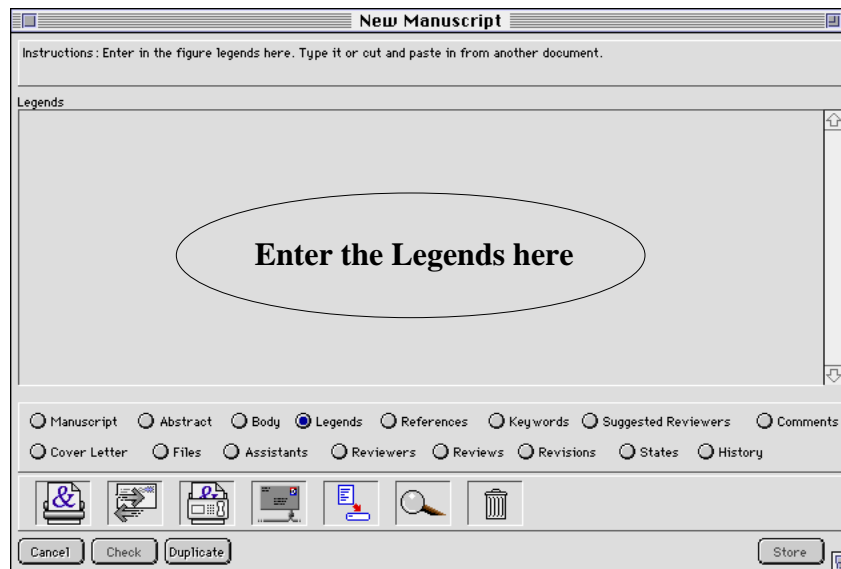 New Manuscript
Instructions: Enter in the figure legends here. Type it or cut and paste in from another document.
Legends
Enter the Legends here
Manuscript Abstract Body Legends References Keywords Suggested Reviewers Comments
Cover Letter Files Assistants Reviewers Reviews Revisions States History
& &
Cancel Check Duplicate Store